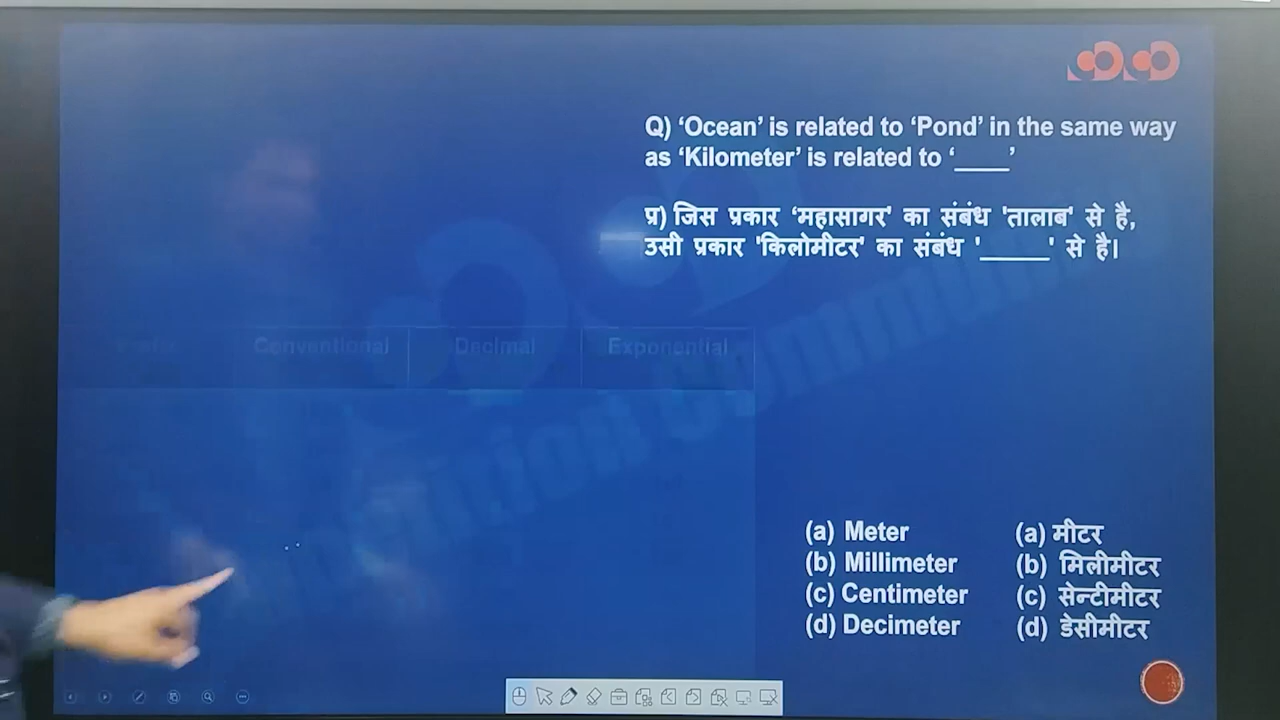 Q) ‘Ocean’ is related to ‘Pond’ in the same way
as ‘Kilometer’ is related to ‘____’
प्र) जिस प्रकार ‘महासागर' का संबंध 'तालाब' से है,
उसी प्रकार 'किलोमीटर' का संबंध '_____' से है।
Conventional Decimal Exponential
(a) Meter (a) मीटर
(b) Millimeter (b) मिलीमीटर
(c) Centimeter (c) सेन्टीमीटर
(d) Decimeter (d) डेसीमीटर